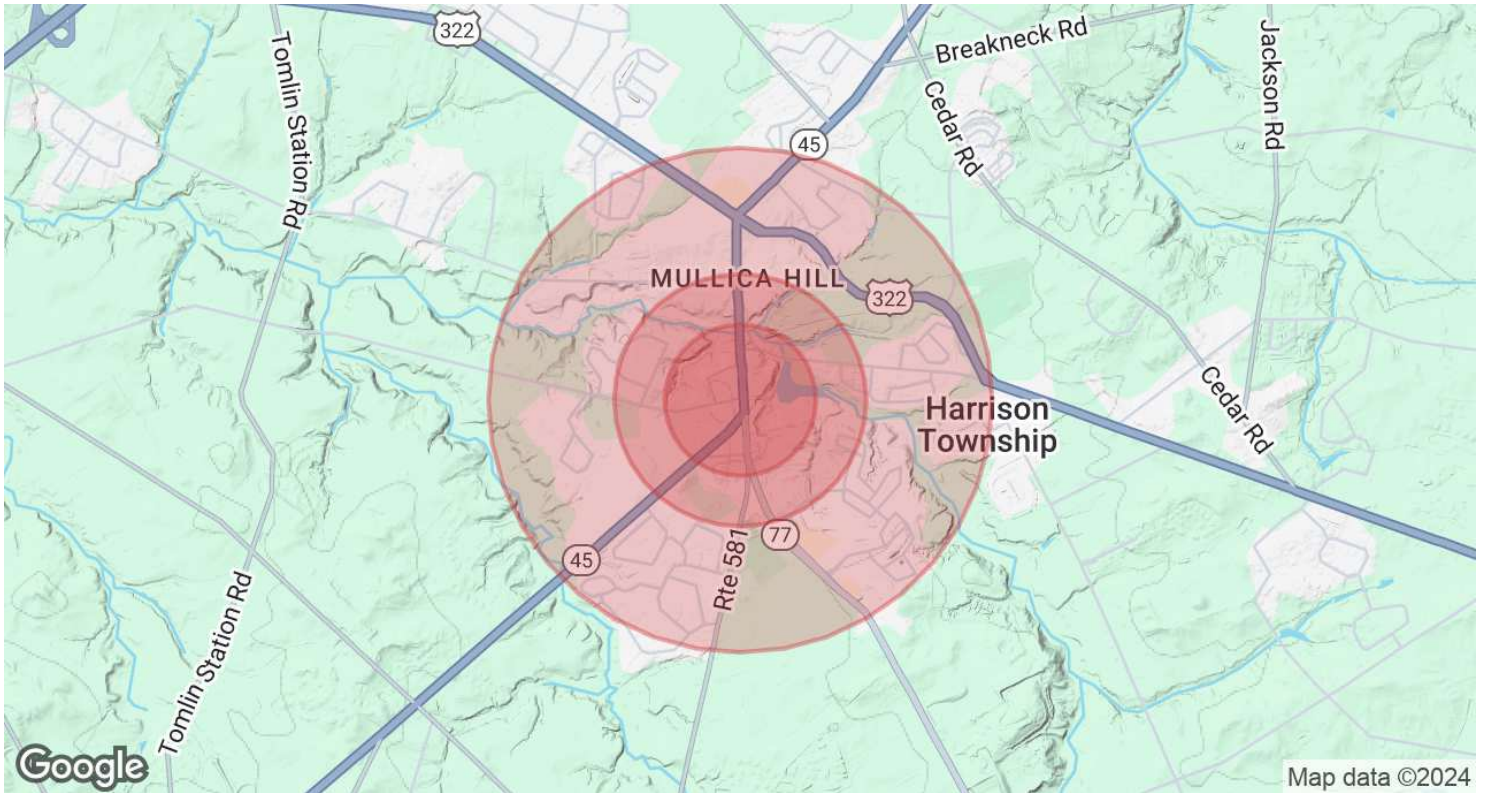 322
Tomlin Station Rd
Breakneck Rd
Jackson Rd
Cedar Rd
45
MULLICA HILL
322
Harrison
Township
Cedar Rd
77
45
Rte 581
Tomlin Station Rd
Google
Map data ©2024